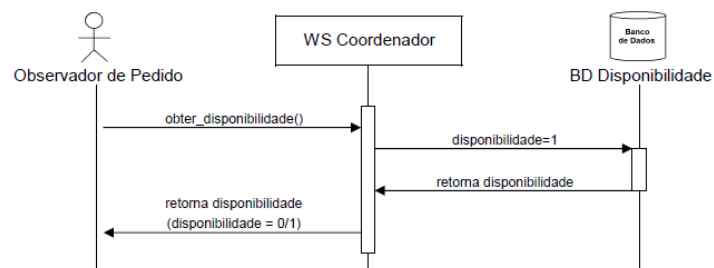 WS Coordenador
Banco
de Dados
Observador de Pedido
BD Disponibilidade
obter_disponibilidade()
disponibilidade=1
retorna disponibilidade
retorna disponibilidade
(disponibilidade = 0/1)